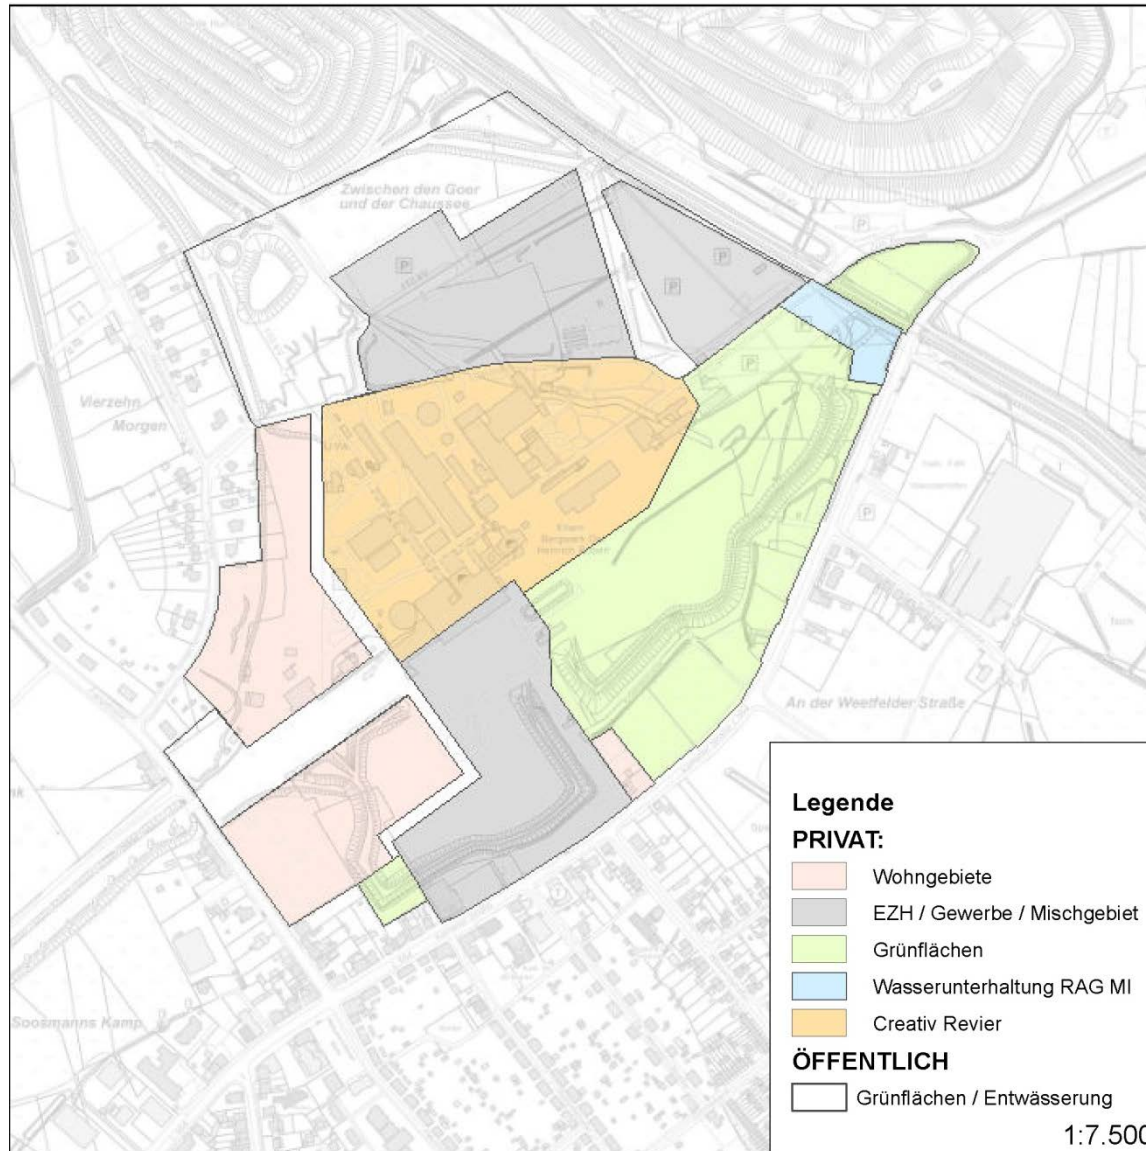 Zwischen den Goer
und der Chaussee
P
P
P
P
P
Vierzehn
Morgen
P
An der Weetfelder Straße
Soosmanns Kamp
Legende
PRIVAT:
Wohngebiete
EZH / Gewerbe / Mischgebiet
Grünflächen
Wasserunterhaltung RAG MI
Creativ Revier
ÖFFENTLICH
Grünflächen / Entwässerung
1:7.500